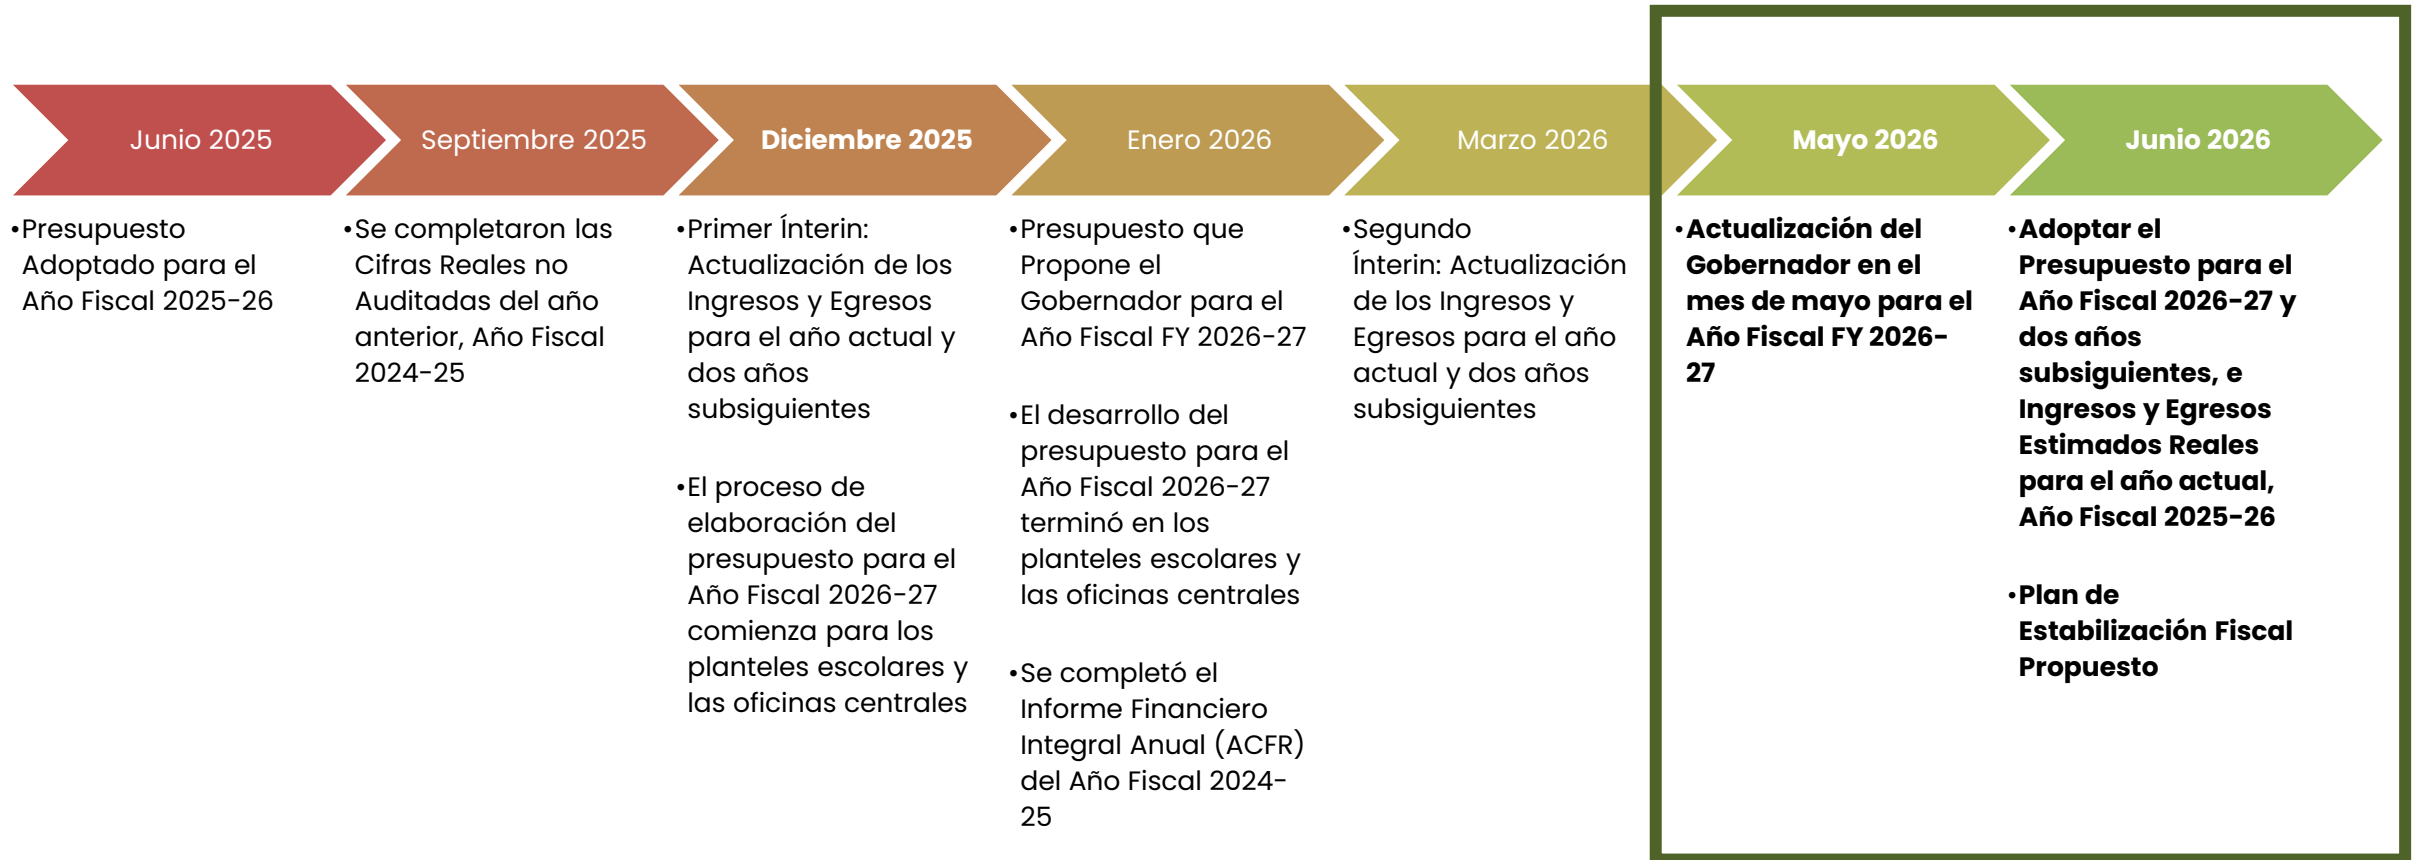 Junio 2025
Septiembre 2025
Diciembre 2025
Enero 2026
Marzo 2026
Mayo 2026
Junio 2026
•Presupuesto
Adoptado para el
Año Fiscal 2025-26
•Se completaron las
Cifras Reales no
Auditadas del año
anterior, Año Fiscal
2024-25
•Primer Ínterin:
Actualización de los
Ingresos y Egresos
para el año actual y
dos años
subsiguientes
•El proceso de
elaboración del
presupuesto para el
Año Fiscal 2026-27
comienza para los
planteles escolares y
las oficinas centrales
•Presupuesto que
Propone el
Gobernador para el
Año Fiscal FY 2026-27
•El desarrollo del
presupuesto para el
Año Fiscal 2026-27
terminó en los
planteles escolares y
las oficinas centrales
•Se completó el
Informe Financiero
Integral Anual (ACFR)
del Año Fiscal 2024-
25
•Segundo
Ínterin: Actualización
de los Ingresos y
Egresos para el año
actual y dos años
subsiguientes
•Actualización del
Gobernador en el
mes de mayo para el
Año Fiscal FY 2026-
27
•Adoptar el
Presupuesto para el
Año Fiscal 2026-27 y
dos años
subsiguientes, e
Ingresos y Egresos
Estimados Reales
para el año actual,
Año Fiscal 2025-26
•Plan de
Estabilización Fiscal
Propuesto